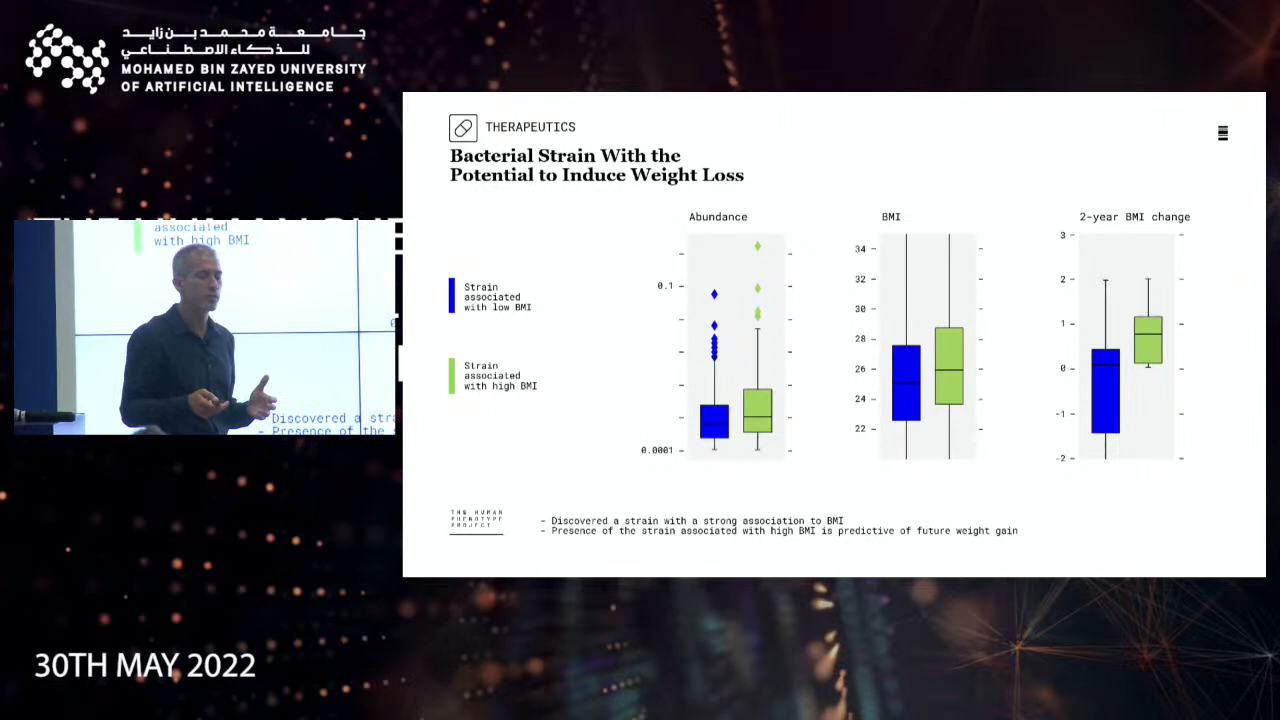 جامعة محمد بن زايد
للذكاء الاصطناعي
MOHAMED BIN ZAYED UNIVERSITY
OF ARTIFICIAL INTELLIGENCE
THERAPEUTICS
Bacterial Strain With the
Potential to Induce Weight Loss
Abundance
BMI
2-year BMI change
Strain
associated
with low BMI
Strain
associated
with high BMI
0.1
0.0001
34
32
30
28
26
24
22
3
2
1
0
-1
-2
THE HUMAN
PHENOTYPE
PROJECT
- Discovered a strain with a strong association to BMI
- Presence of the strain associated with high BMI is predictive of future weight gain
associated
with high BMI
- Discovered a stra
- Presence of the s
30TH MAY 2022